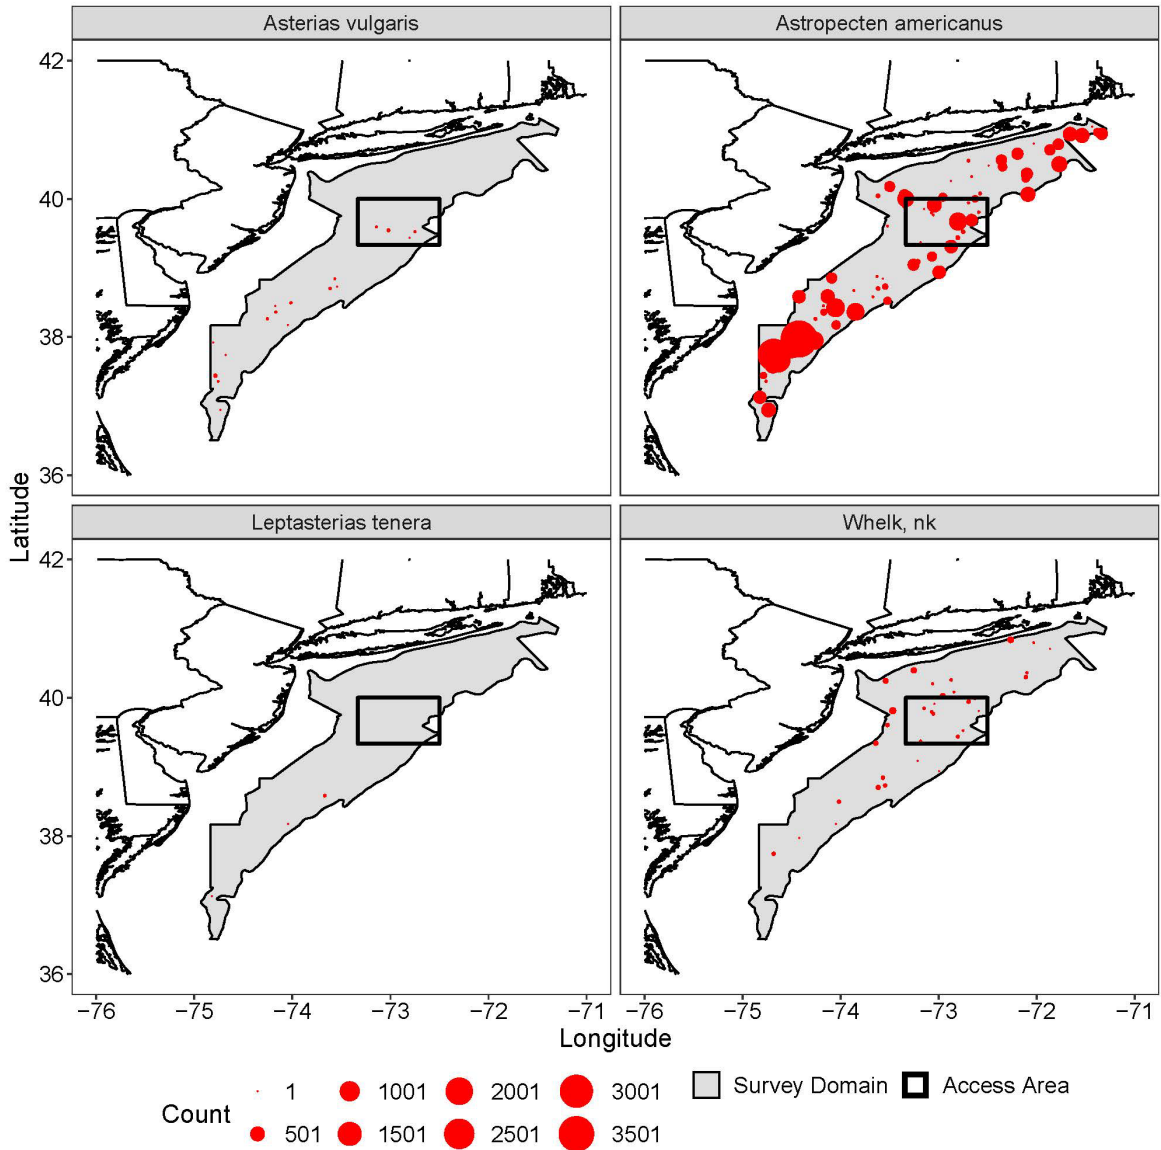 Asterias vulgaris
Astropecten americanus
42
40
38
36
Leptasterias tenera
Whelk, nk
42
40
38
36
Latitude
−76 −75 −74 −73 −72 −71
−76 −75 −74 −73 −72 −71
Longitude
Count
1 1001 2001 3001
501 1501 2501 3501
Survey Domain
Access Area